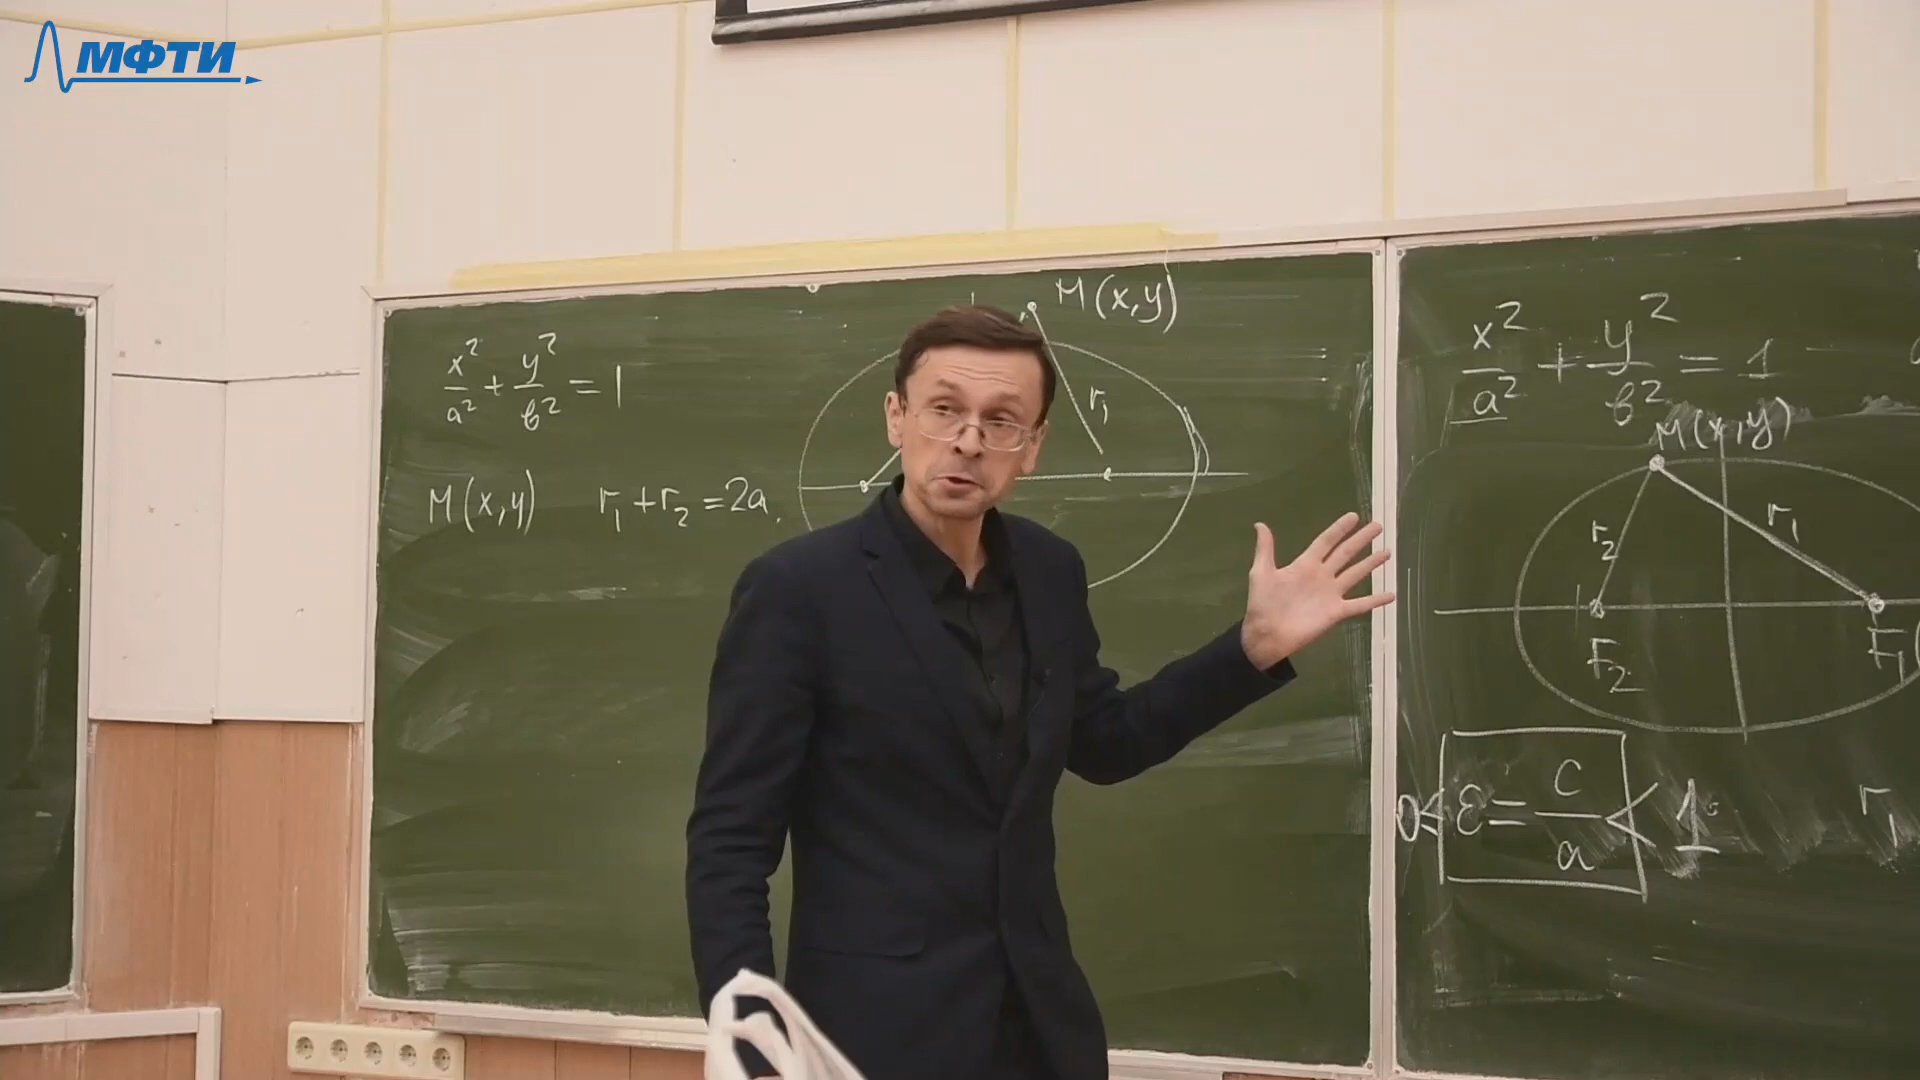 МФТИ
M(x,y)
x²/a² + y²/b² = 1
r₁
M(x,y) r₁ + r₂ = 2a
x²/a² + y²/b² = 1
M(x,y)
r₂ r₁
F₂ F₁
0 < ε = c/a < 1
r₁